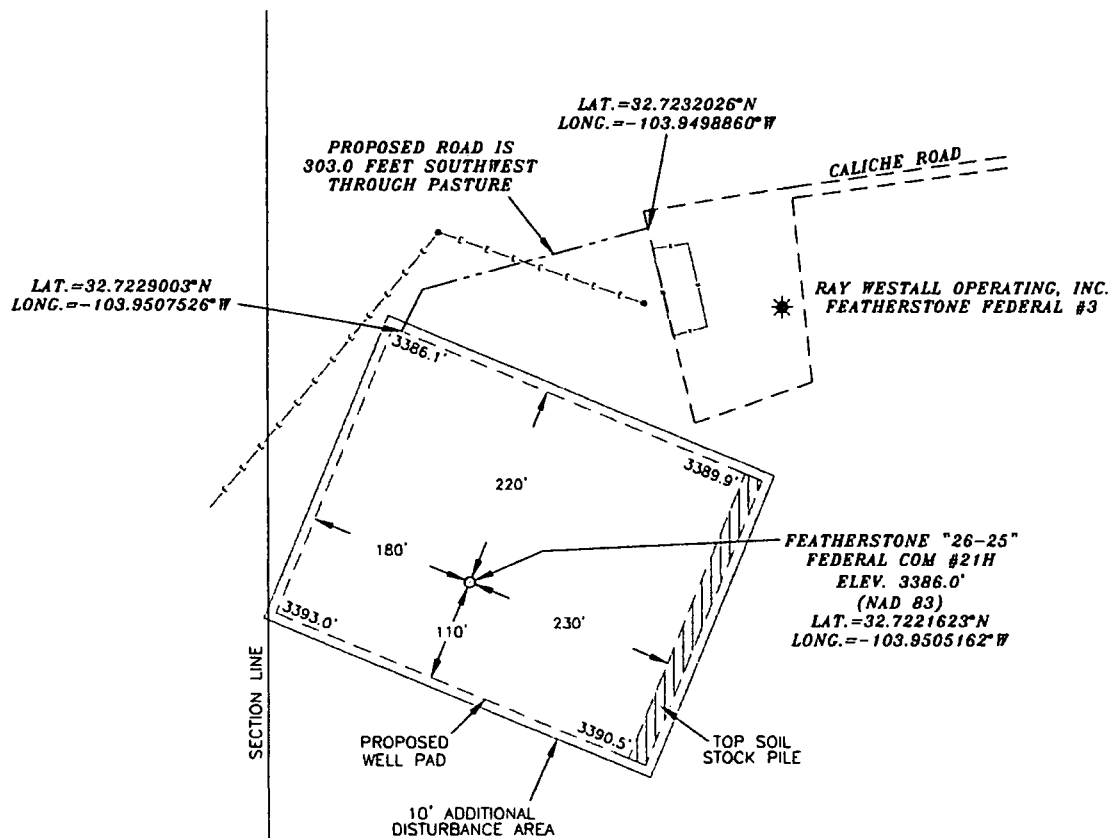 LAT.=32.7232026°N
LONG.=-103.9498860°W
PROPOSED ROAD IS
303.0 FEET SOUTHWEST
THROUGH PASTURE
CALICHE ROAD
LAT.=32.7229003°N
LONG.=-103.9507526°W
RAY WESTALL OPERATING, INC.
FEATHERSTONE FEDERAL #3
3386.1'
3389.9'
220'
180'
FEATHERSTONE "26-25"
FEDERAL COM #21H
ELEV. 3386.0'
(NAD 83)
LAT.=32.7221623°N
LONG.=-103.9505162°W
3393.0'
110'
230'
SECTION LINE
3390.5'
PROPOSED
WELL PAD
TOP SOIL
STOCK PILE
10' ADDITIONAL
DISTURBANCE AREA